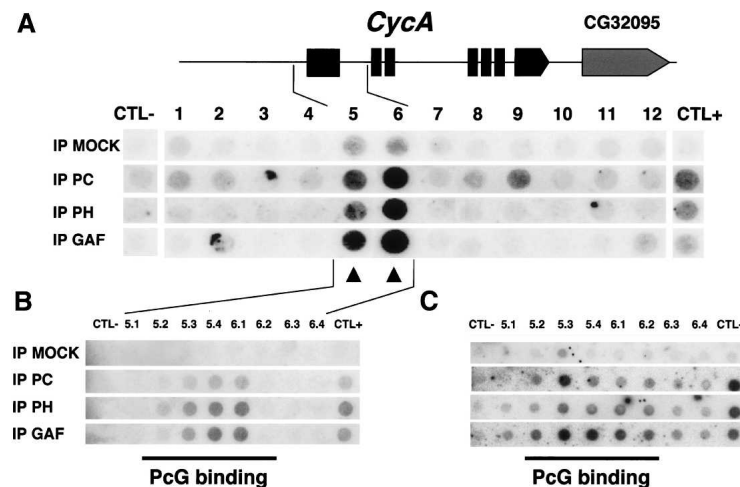 A
CycA
CG32095
CTL- 1 2 3 4 5 6 7 8 9 10 11 12 CTL+
IP MOCK
IP PC
IP PH
IP GAF
B
CTL- 5.1 5.2 5.3 5.4 6.1 6.2 6.3 6.4 CTL+
IP MOCK
IP PC
IP PH
IP GAF
PcG binding
C
CTL- 5.1 5.2 5.3 5.4 6.1 6.2 6.3 6.4 CTL+
PcG binding